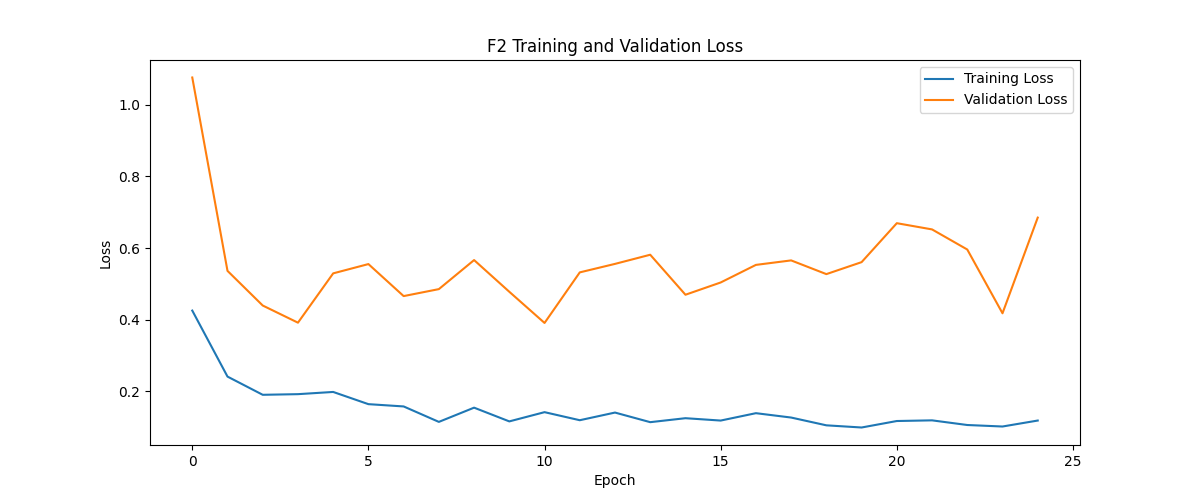 F2 Training and Validation Loss
Training Loss
Validation Loss
1.0
0.8
0.6
0.4
0.2
Loss
0 5 10 15 20 25
Epoch